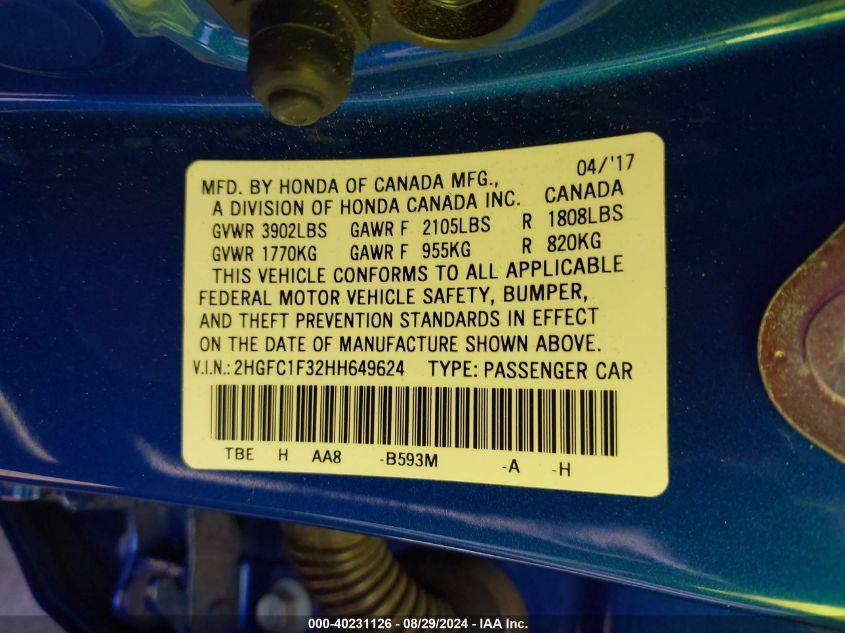 04/'17
MFD. BY HONDA OF CANADA MFG.,
A DIVISION OF HONDA CANADA INC. CANADA
GVWR 3902LBS GAWR F 2105LBS R 1808LBS
GVWR 1770KG GAWR F 955KG R 820KG
THIS VEHICLE CONFORMS TO ALL APPLICABLE
FEDERAL MOTOR VEHICLE SAFETY, BUMPER,
AND THEFT PREVENTION STANDARDS IN EFFECT
ON THE DATE OF MANUFACTURE SHOWN ABOVE.
V.I.N.: 2HGFC1F32HH649624 TYPE: PASSENGER CAR
TBE H AA8 -B593M -A -H
000-40231126 - 08/29/2024 - IAA Inc.